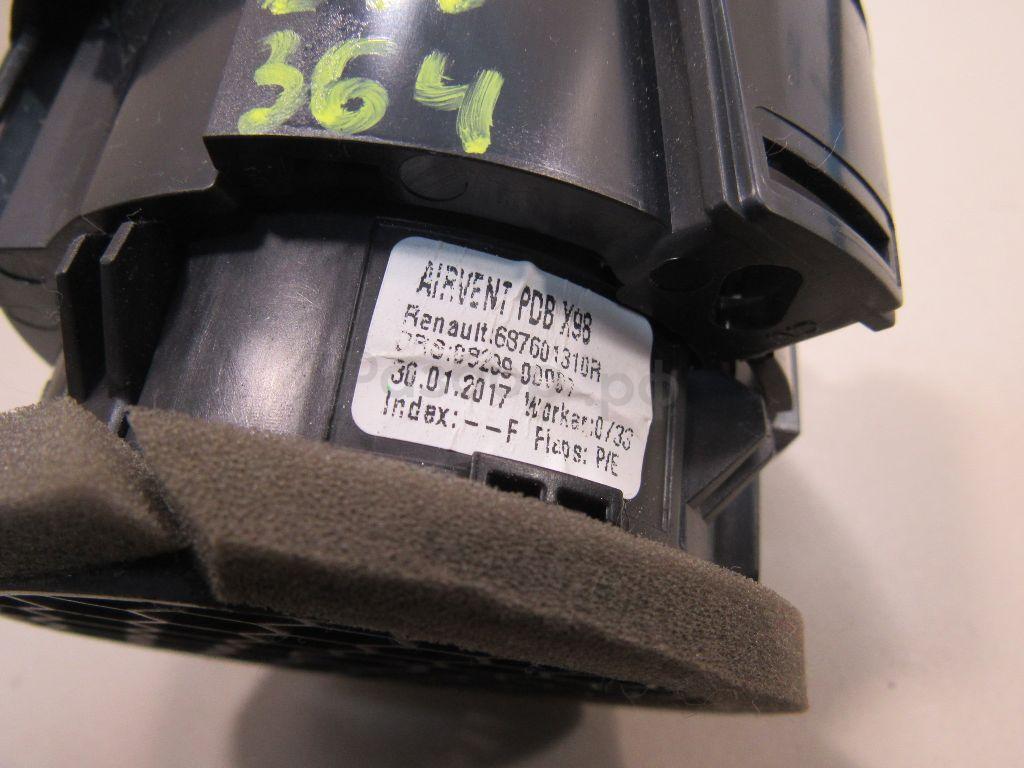 364
AIRVENT PDB X98
Renault:687601310R
30.01.2017 Worker:0/33
Index: --F Flaps: P/E